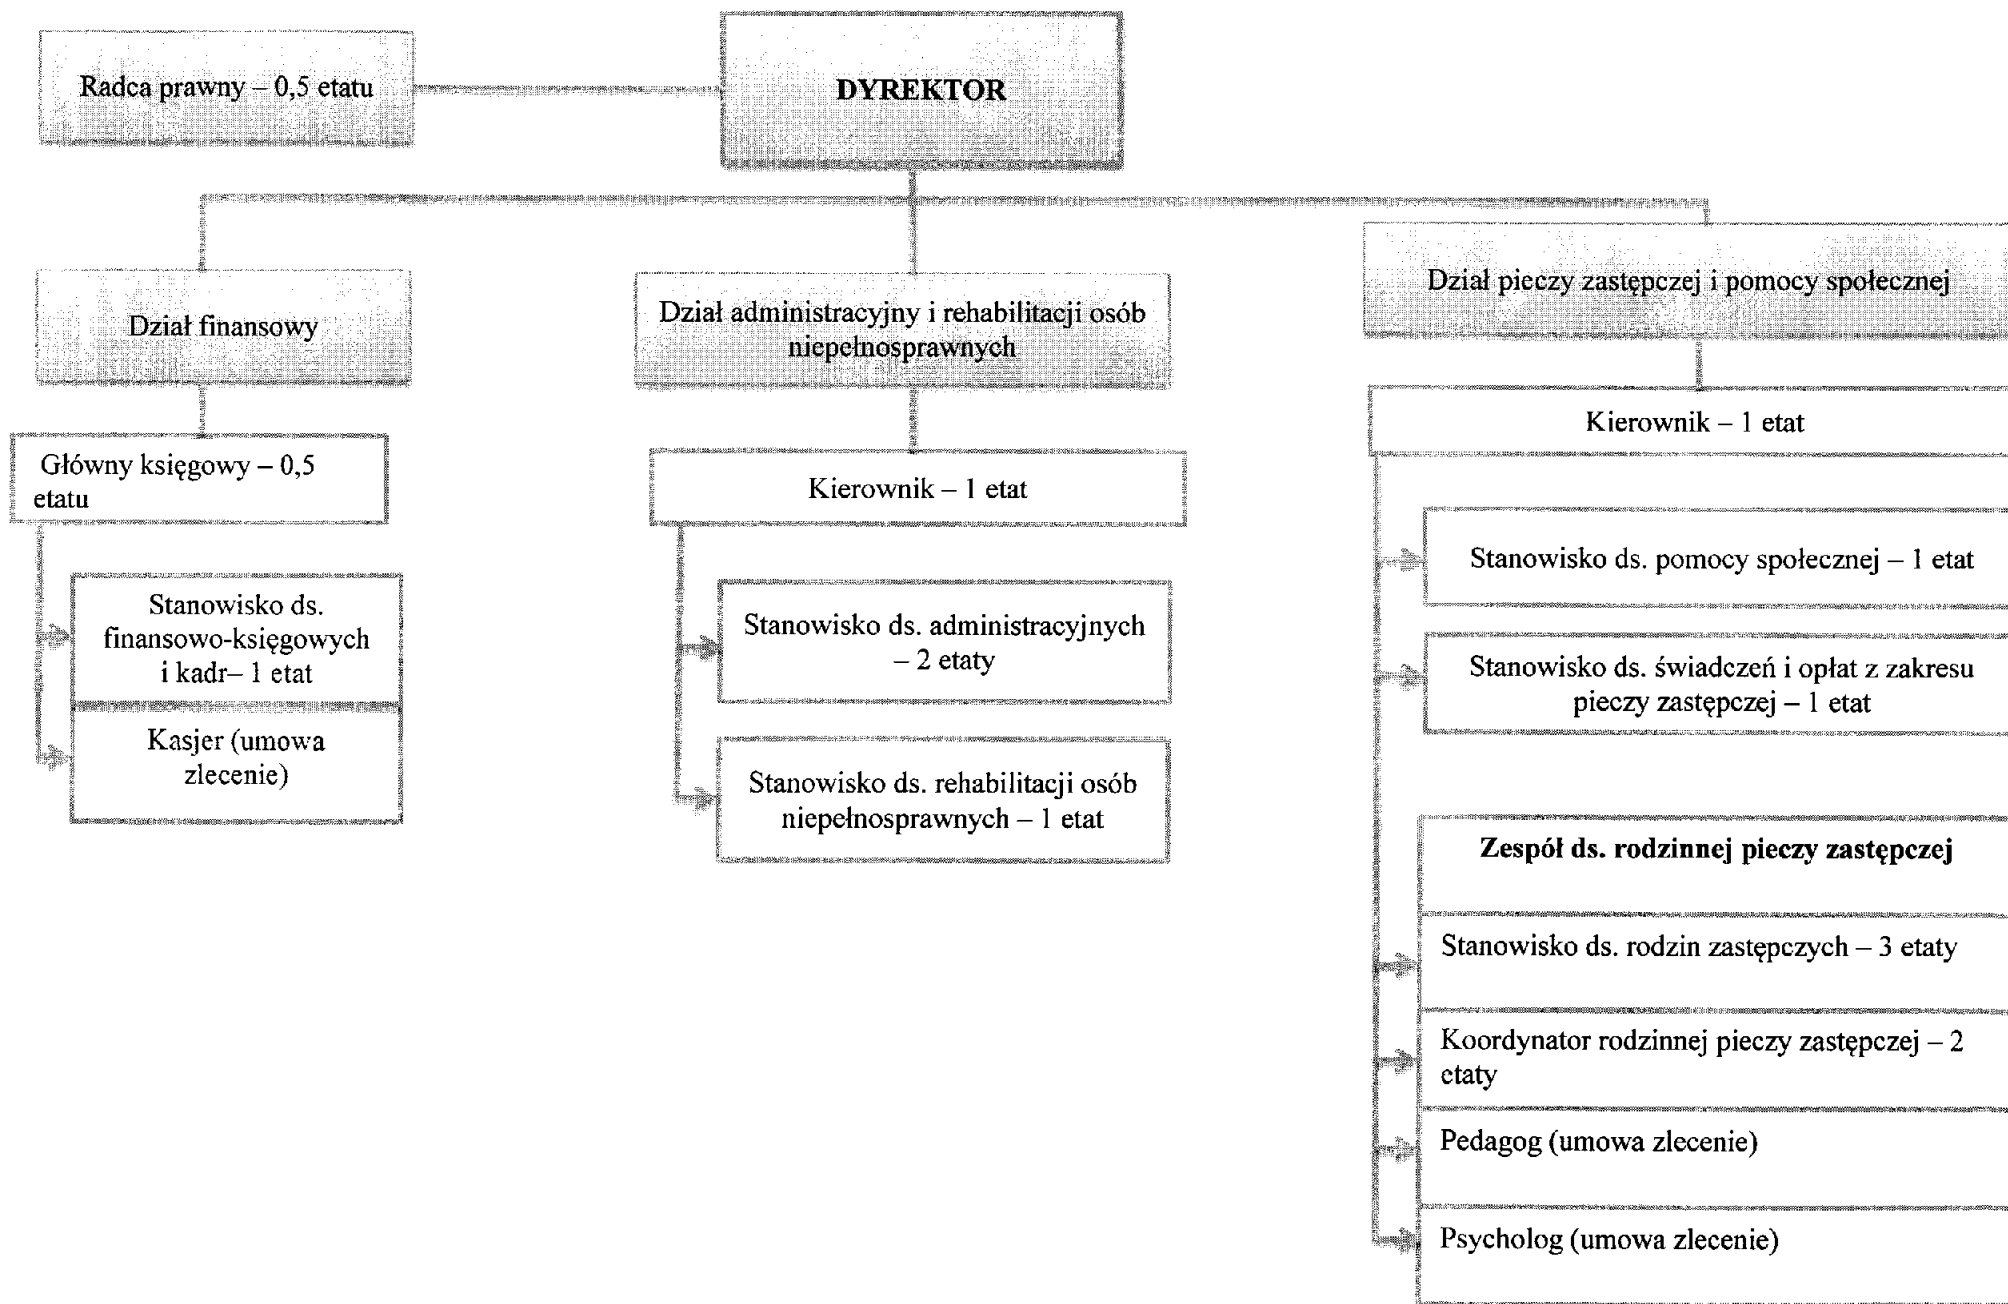 Radca prawny – 0,5 etatu
DYREKTOR
Dział finansowy
Główny księgowy – 0,5
etatu
Stanowisko ds.
finansowo-księgowych
i kadr– 1 etat
Kasjer (umowa
zlecenie)
Dział administracyjny i rehabilitacji osób
niepełnosprawnych
Kierownik – 1 etat
Stanowisko ds. administracyjnych
– 2 etaty
Stanowisko ds. rehabilitacji osób
niepełnosprawnych – 1 etat
Dział pieczy zastępczej i pomocy społecznej
Kierownik – 1 etat
Stanowisko ds. pomocy społecznej – 1 etat
Stanowisko ds. świadczeń i opłat z zakresu
pieczy zastępczej – 1 etat
Zespół ds. rodzinnej pieczy zastępczej
Stanowisko ds. rodzin zastępczych – 3 etaty
Koordynator rodzinnej pieczy zastępczej – 2
etaty
Pedagog (umowa zlecenie)
Psycholog (umowa zlecenie)